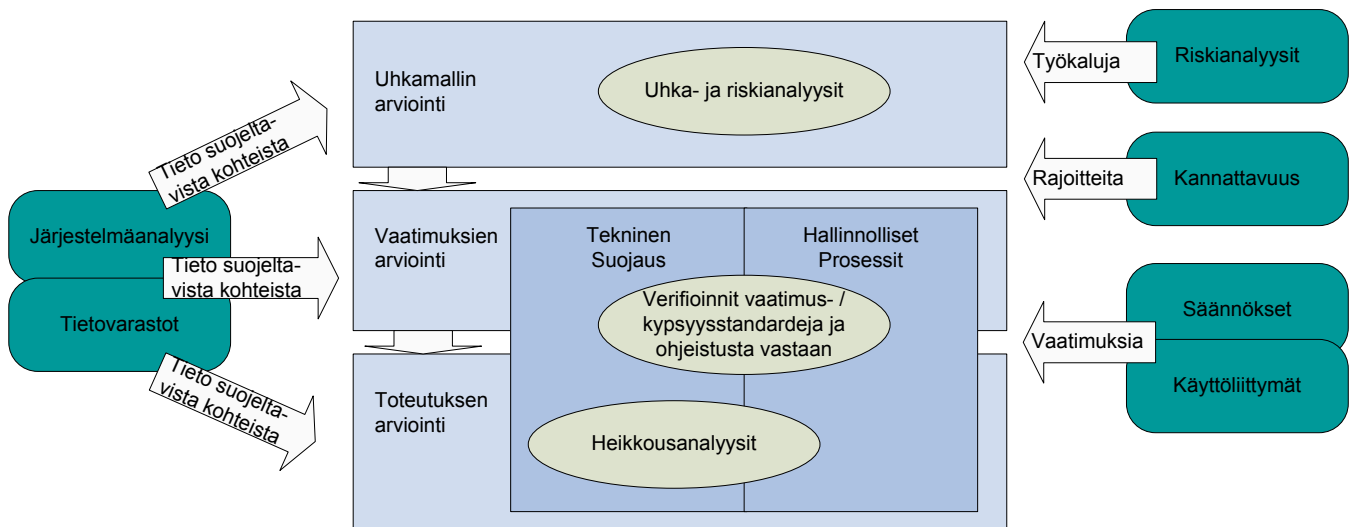 Uhkamallin
arviointi
Uhka- ja riskianalyysit
Työkaluja
Riskianalyysit
Tieto suojelta-
vista kohteista
Rajoitteita
Kannattavuus
Järjestelmäanalyysi
Tietovarastot
Tieto suojelta-
vista kohteista
Vaatimuksien
arviointi
Tekninen
Suojaus
Hallinnolliset
Prosessit
Verifioinnit vaatimus- /
kypsyysstandardeja ja
ohjeistusta vastaan
Vaatimuksia
Säännökset
Käyttöliittymät
Tieto suojelta-
vista kohteista
Toteutuksen
arviointi
Heikkousanalyysit